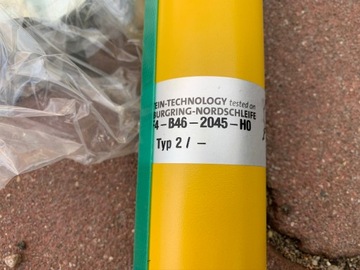 EIN-TECHNOLOGY tested on
BURGRING-NORDSCHLEIFE
4-B46-2045-H0
Typ 2/ -